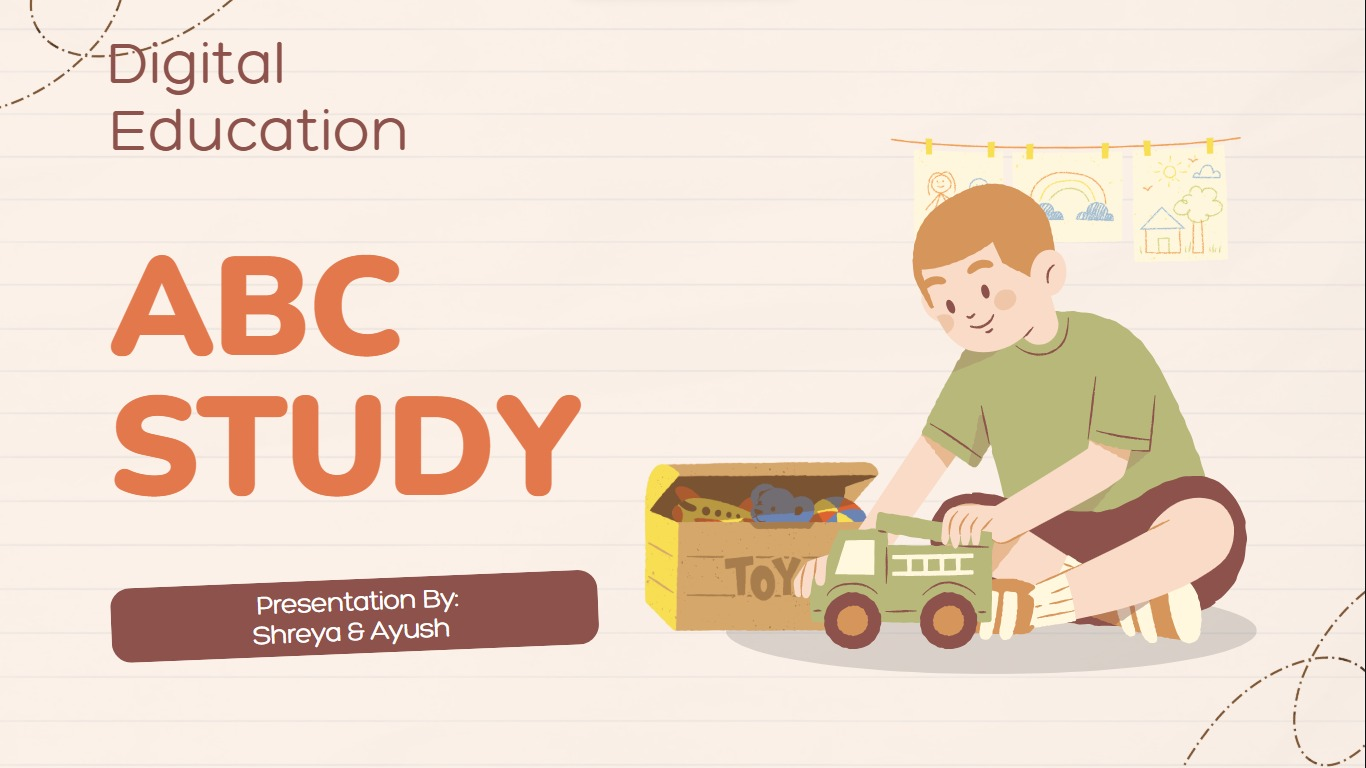 Digital
Education
ABC
STUDY
Presentation By:
Shreya & Ayush
TOY